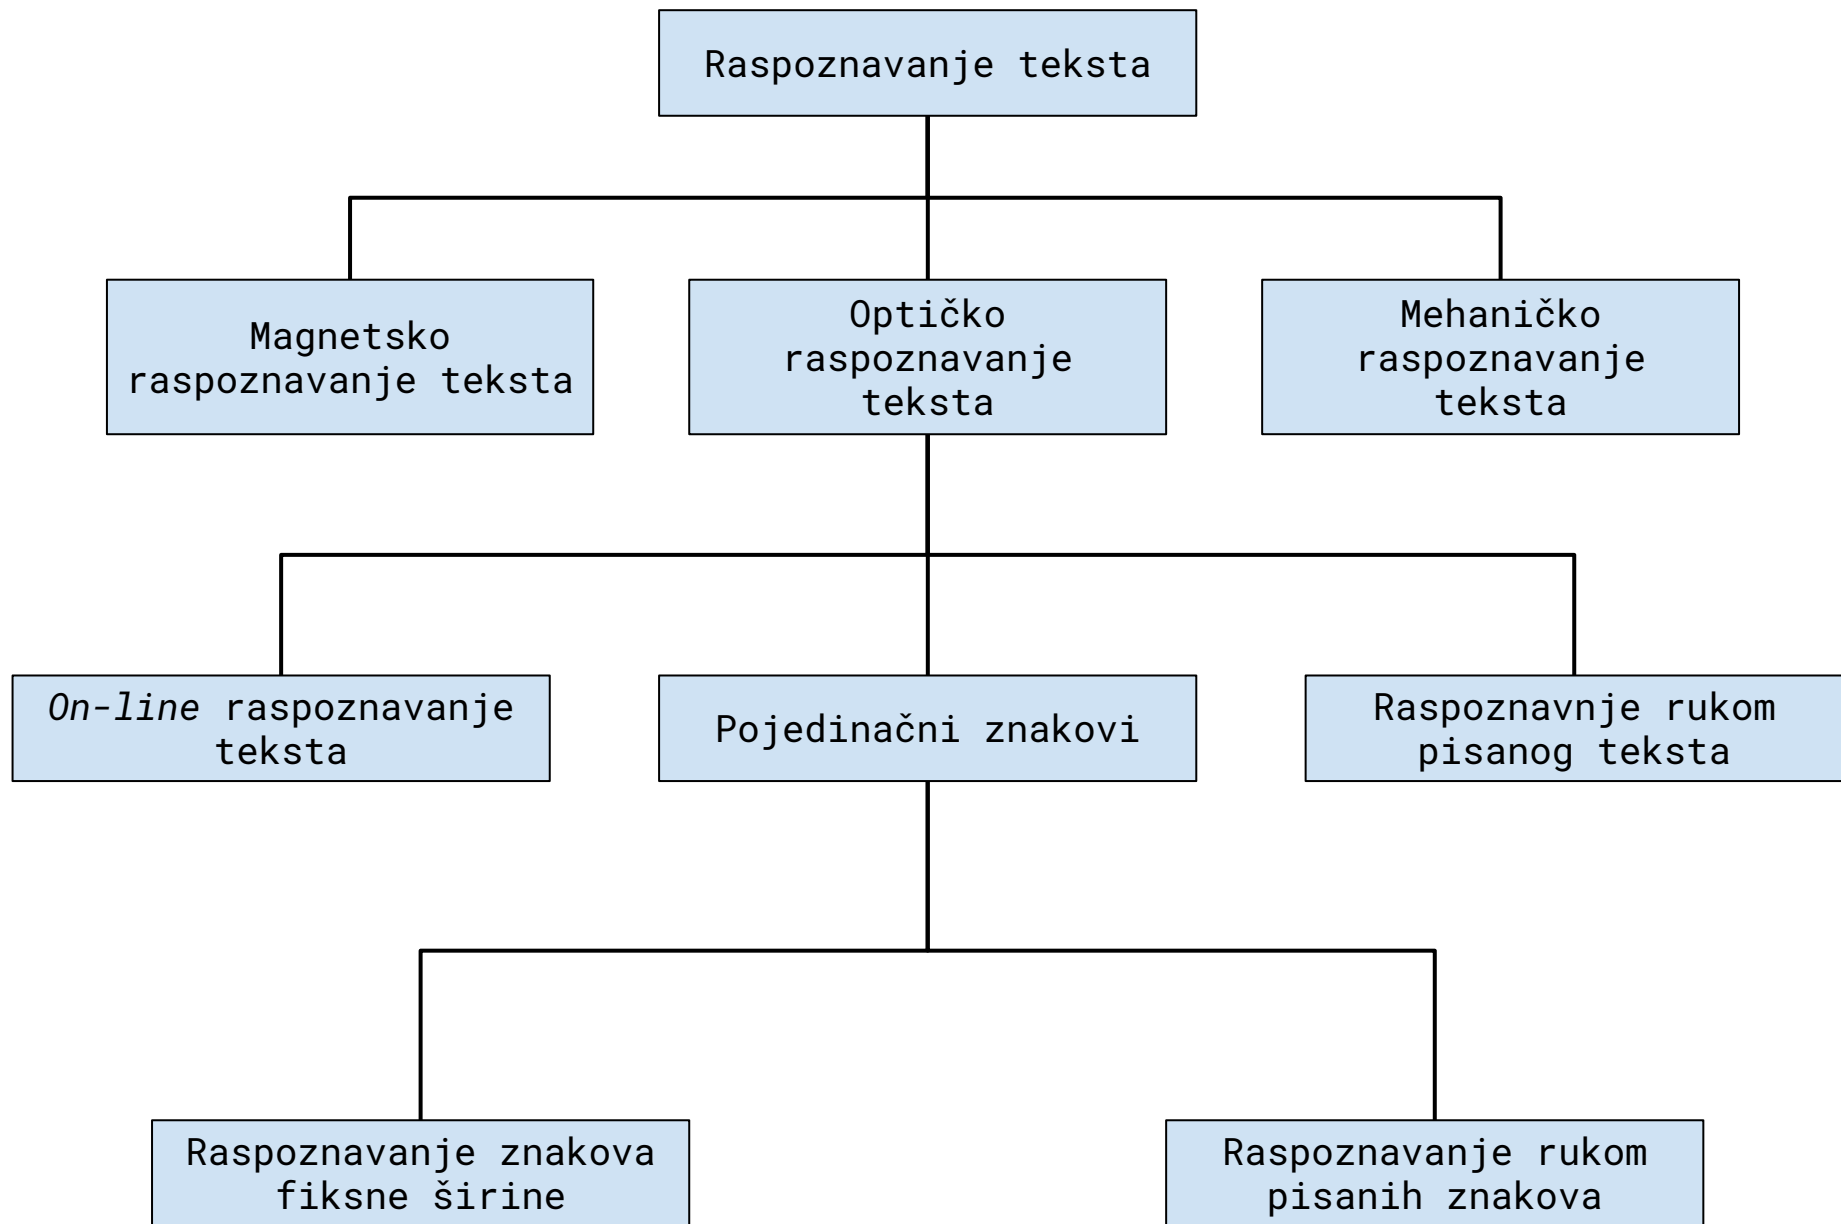 Raspoznavanje teksta
Magnetsko
raspoznavanje teksta
Optičko
raspoznavanje
teksta
Mehaničko
raspoznavanje
teksta
On-line raspoznavanje
teksta
Pojedinačni znakovi
Raspoznavnje rukom
pisanog teksta
Raspoznavanje znakova
fiksne širine
Raspoznavanje rukom
pisanih znakova